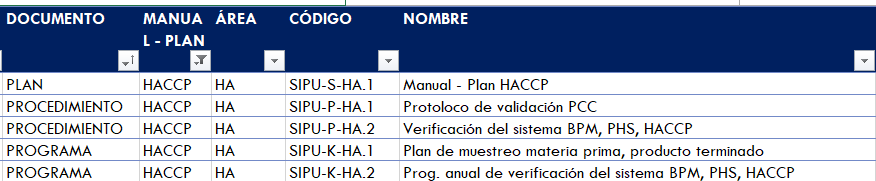 DOCUMENTO MANUAL - PLAN ÁREA CÓDIGO NOMBRE
PLAN HACCP HA SIPU-S-HA.1 Manual - Plan HACCP
PROCEDIMIENTO HACCP HA SIPU-P-HA.1 Protoloco de validación PCC
PROCEDIMIENTO HACCP HA SIPU-P-HA.2 Verificación del sistema BPM, PHS, HACCP
PROGRAMA HACCP HA SIPU-K-HA.1 Plan de muestreo materia prima, producto terminado
PROGRAMA HACCP HA SIPU-K-HA.2 Prog. anual de verificación del sistema BPM, PHS, HACCP